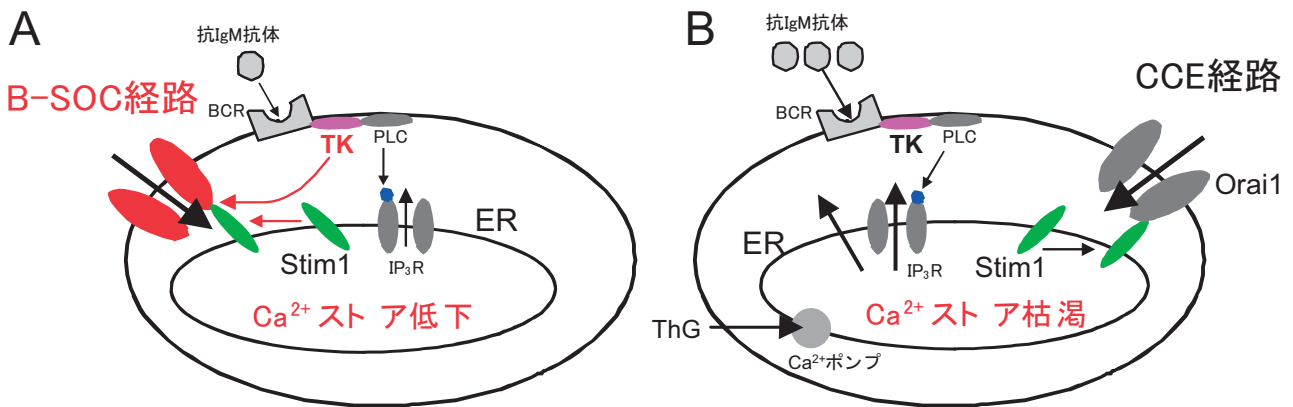 A
抗IgM抗体
B-SOC経路
BCR
TK
PLC
ER
Stim1
IP₃R
Ca²⁺ ストア低下
B
抗IgM抗体
CCE経路
BCR
TK
PLC
Orai1
ER
IP₃R
Stim1
Ca²⁺ ストア枯渇
ThG
Ca²⁺ポンプ